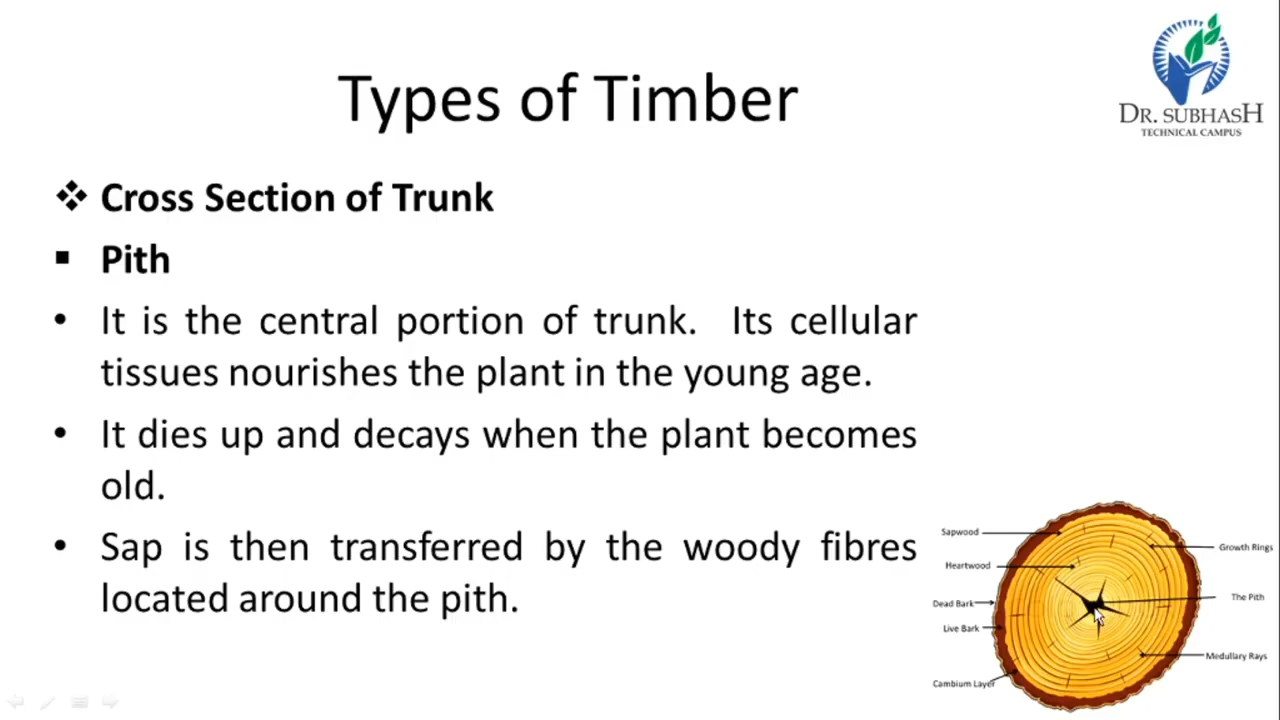 DR. SUBHASH
TECHNICAL CAMPUS
Types of Timber
Cross Section of Trunk
Pith
It is the central portion of trunk. Its cellular
tissues nourishes the plant in the young age.
It dies up and decays when the plant becomes
old.
Sap is then transferred by the woody fibres
located around the pith.
Sapwood
Heartwood
Dead Bark
Live Bark
Cambium Layer
Growth Rings
The Pith
Medullary Rays